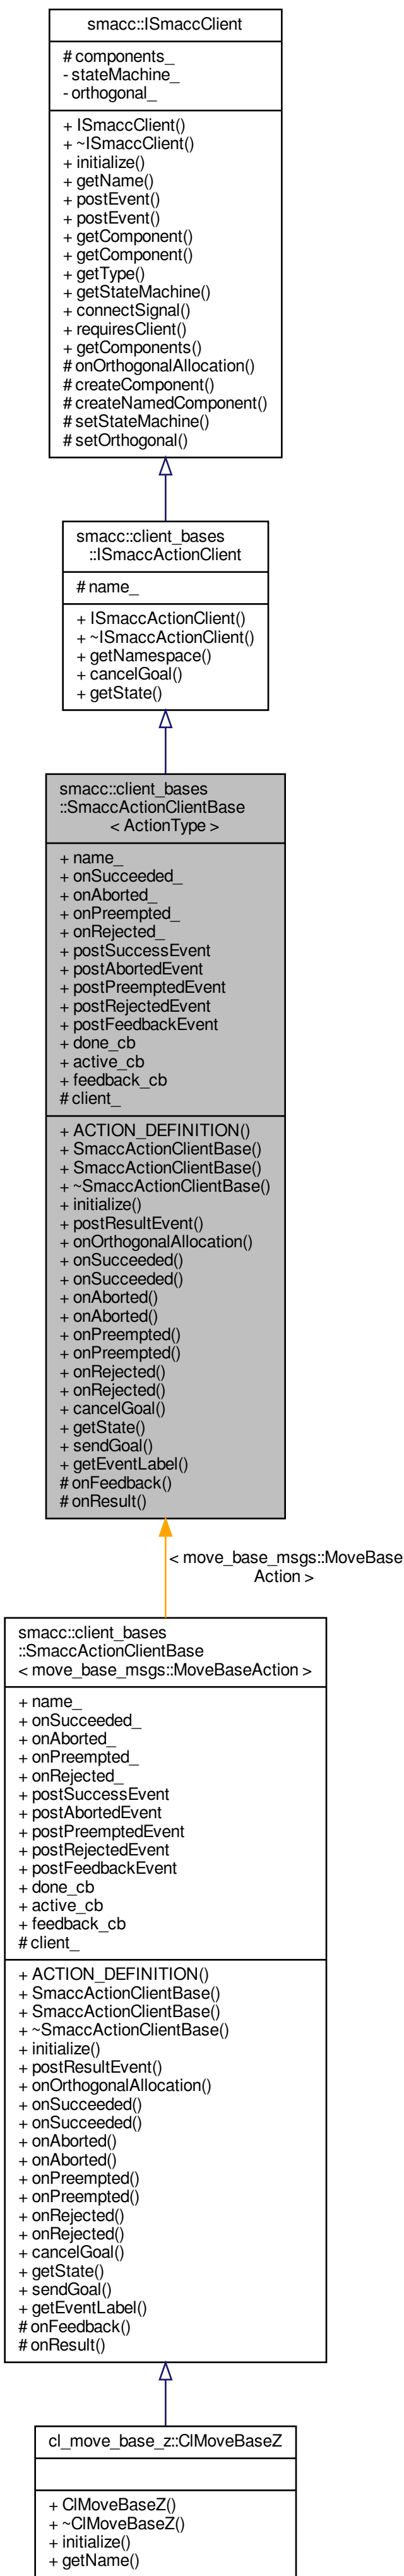 smacc::ISmaccClient
# components_
- stateMachine_
- orthogonal_
+ ISmaccClient()
+ ~ISmaccClient()
+ initialize()
+ getName()
+ postEvent()
+ postEvent()
+ getComponent()
+ getComponent()
+ getType()
+ getStateMachine()
+ connectSignal()
+ requiresClient()
+ getComponents()
# onOrthogonalAllocation()
# createComponent()
# createNamedComponent()
# setStateMachine()
# setOrthogonal()
smacc::client_bases
::ISmaccActionClient
# name_
+ ISmaccActionClient()
+ ~ISmaccActionClient()
+ getNamespace()
+ cancelGoal()
+ getState()
smacc::client_bases
::SmaccActionClientBase
< ActionType >
+ name_
+ onSucceeded_
+ onAborted_
+ onPreempted_
+ onRejected_
+ postSuccessEvent
+ postAbortedEvent
+ postPreemptedEvent
+ postRejectedEvent
+ postFeedbackEvent
+ done_cb
+ active_cb
+ feedback_cb
# client_
+ ACTION_DEFINITION()
+ SmaccActionClientBase()
+ SmaccActionClientBase()
+ ~SmaccActionClientBase()
+ initialize()
+ postResultEvent()
+ onOrthogonalAllocation()
+ onSucceeded()
+ onSucceeded()
+ onAborted()
+ onAborted()
+ onPreempted()
+ onPreempted()
+ onRejected()
+ onRejected()
+ cancelGoal()
+ getState()
+ sendGoal()
+ getEventLabel()
# onFeedback()
# onResult()
< move_base_msgs::MoveBase
Action >
smacc::client_bases
::SmaccActionClientBase
< move_base_msgs::MoveBaseAction >
+ name_
+ onSucceeded_
+ onAborted_
+ onPreempted_
+ onRejected_
+ postSuccessEvent
+ postAbortedEvent
+ postPreemptedEvent
+ postRejectedEvent
+ postFeedbackEvent
+ done_cb
+ active_cb
+ feedback_cb
# client_
+ ACTION_DEFINITION()
+ SmaccActionClientBase()
+ SmaccActionClientBase()
+ ~SmaccActionClientBase()
+ initialize()
+ postResultEvent()
+ onOrthogonalAllocation()
+ onSucceeded()
+ onSucceeded()
+ onAborted()
+ onAborted()
+ onPreempted()
+ onPreempted()
+ onRejected()
+ onRejected()
+ cancelGoal()
+ getState()
+ sendGoal()
+ getEventLabel()
# onFeedback()
# onResult()
cl_move_base_z::ClMoveBaseZ
+ ClMoveBaseZ()
+ ~ClMoveBaseZ()
+ initialize()
+ getName()